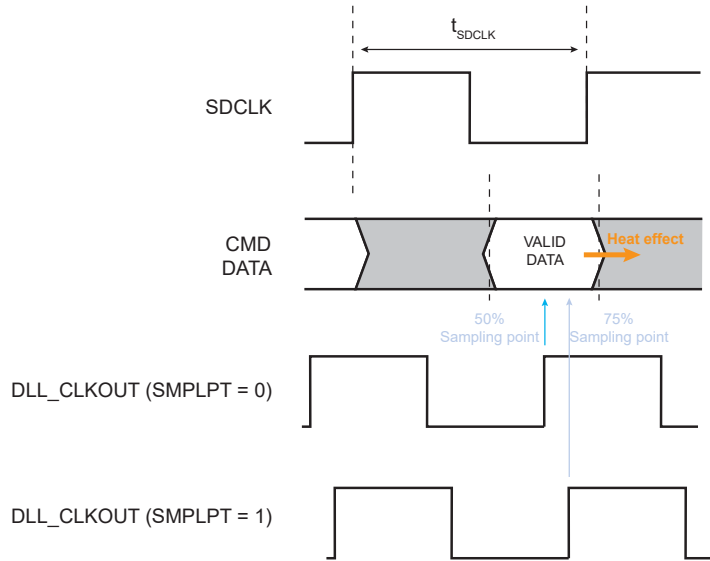 tSDCLK
SDCLK
CMD
DATA
VALID
DATA
Heat effect
50%
Sampling point
75%
Sampling point
DLL_CLKOUT (SMPLPT = 0)
DLL_CLKOUT (SMPLPT = 1)